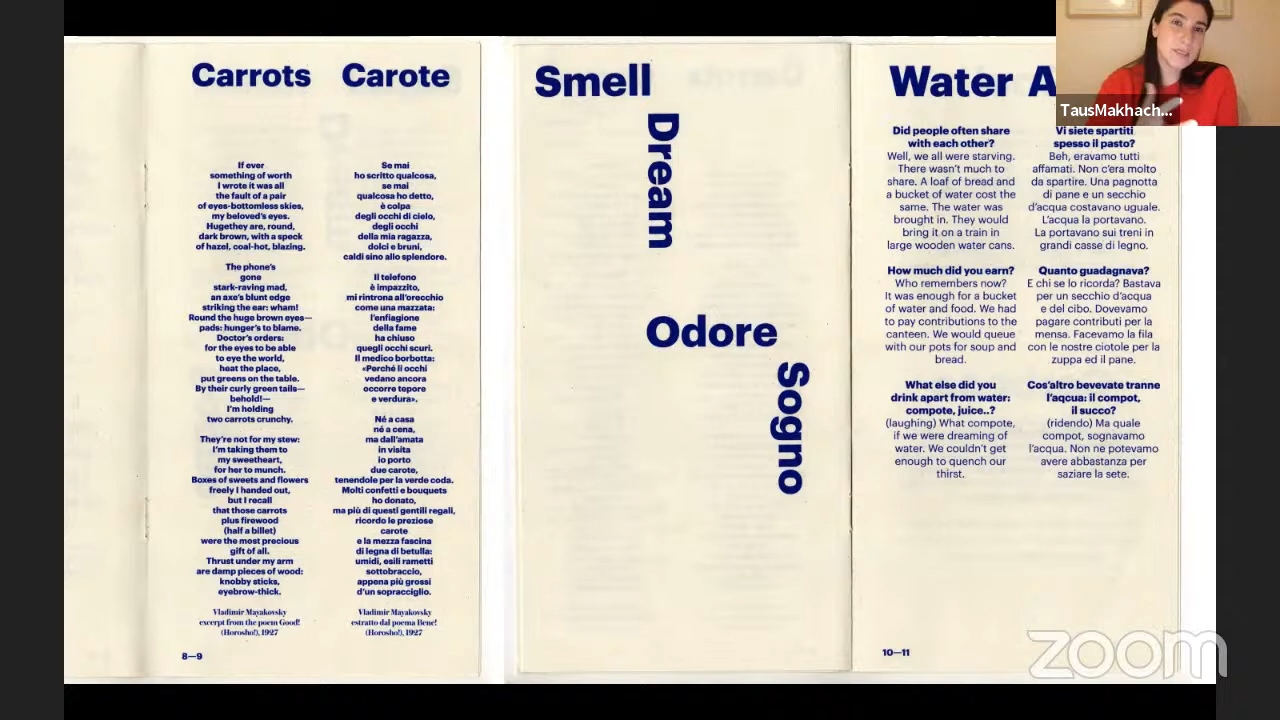 Carrots
If ever
something of worth
I wrote it was all
the fault of a pair
of eyes-bottomless skies,
my beloved's eyes.
Hugethey are, round,
dark brown, with a speck
of hazel, coal-hot, blazing.
The phone's
gone
stark-raving mad,
an axe's blunt edge
striking the ear: wham!
Round the huge brown eyes—
pads: hunger's to blame.
Doctor's orders:
for the eyes to be able
to eye the world,
heat the place,
put greens on the table.
By their curly green tails—
behold!—
I'm holding
two carrots crunchy.
They're not for my stew:
I'm taking them to
my sweetheart,
for her to munch.
Boxes of sweets and flowers
freely I handed out,
but I recall
that those carrots
plus firewood
(half a billet)
were the most precious
gift of all.
Thrust under my arm
are damp pieces of wood:
knobby sticks,
eyebrow-thick.
Vladimir Mayakovsky
excerpt from the poem Good!
(Horosho!), 1927
8—9
Carote
Se mai
ho scritto qualcosa,
se mai
qualcosa ho detto,
è colpa
degli occhi di cielo,
degli occhi
della mia ragazza,
dolci e bruni,
caldi sino allo splendore.
Il telefono
è impazzito,
mi rintrona all'orecchio
come una mazzata:
l'enfiagione
della fame
ha chiuso
quegli occhi scuri.
Il medico borbotta:
«Perché li occhi
vedano ancora
occorre tepore
e verdura».
Né a casa
né a cena,
ma dall'amata
in visita
io porto
due carote,
tenendole per la verde coda.
Molti confetti e bouquets
ho donato,
ma più di questi gentili regali,
ricordo le preziose
carote
e la mezza fascina
di legna di betulla:
umidi, esili rametti
sottobraccio,
appena più grossi
d'un sopracciglio.
Vladimir Mayakovsky
estratto dal poema Bene!
(Horosho!), 1927
Smell
Dream
Odore
Sogno
Water A
Did people often share
with each other?
Well, we all were starving.
There wasn't much to
share. A loaf of bread and
a bucket of water cost the
same. The water was
brought in. They would
bring it on a train in
large wooden water cans.
How much did you earn?
Who remembers now?
It was enough for a bucket
of water and food. We had
to pay contributions to the
canteen. We would queue
with our pots for soup and
bread.
What else did you
drink apart from water:
compote, juice..?
(laughing) What compote,
if we were dreaming of
water. We couldn't get
enough to quench our
thirst.
10—11
Vi siete spartiti
spesso il pasto?
Beh, eravamo tutti
affamati. Non c'era molto
da spartire. Una pagnotta
di pane e un secchio
d'acqua costavano uguale.
L'acqua la portavano.
La portavano sui treni in
grandi casse di legno.
Quanto guadagnava?
E chi se lo ricorda? Bastava
per un secchio d'acqua
e del cibo. Dovevamo
pagare contributi per la
mensa. Facevamo la fila
con le nostre ciotole per la
zuppa ed il pane.
Cos'altro bevevate tranne
l'aqcua: il compot,
il succo?
(ridendo) Ma quale
compot, sognavamo
l'acqua. Non ne potevamo
avere abbastanza per
saziare la sete.
TausMakhach...
zoom